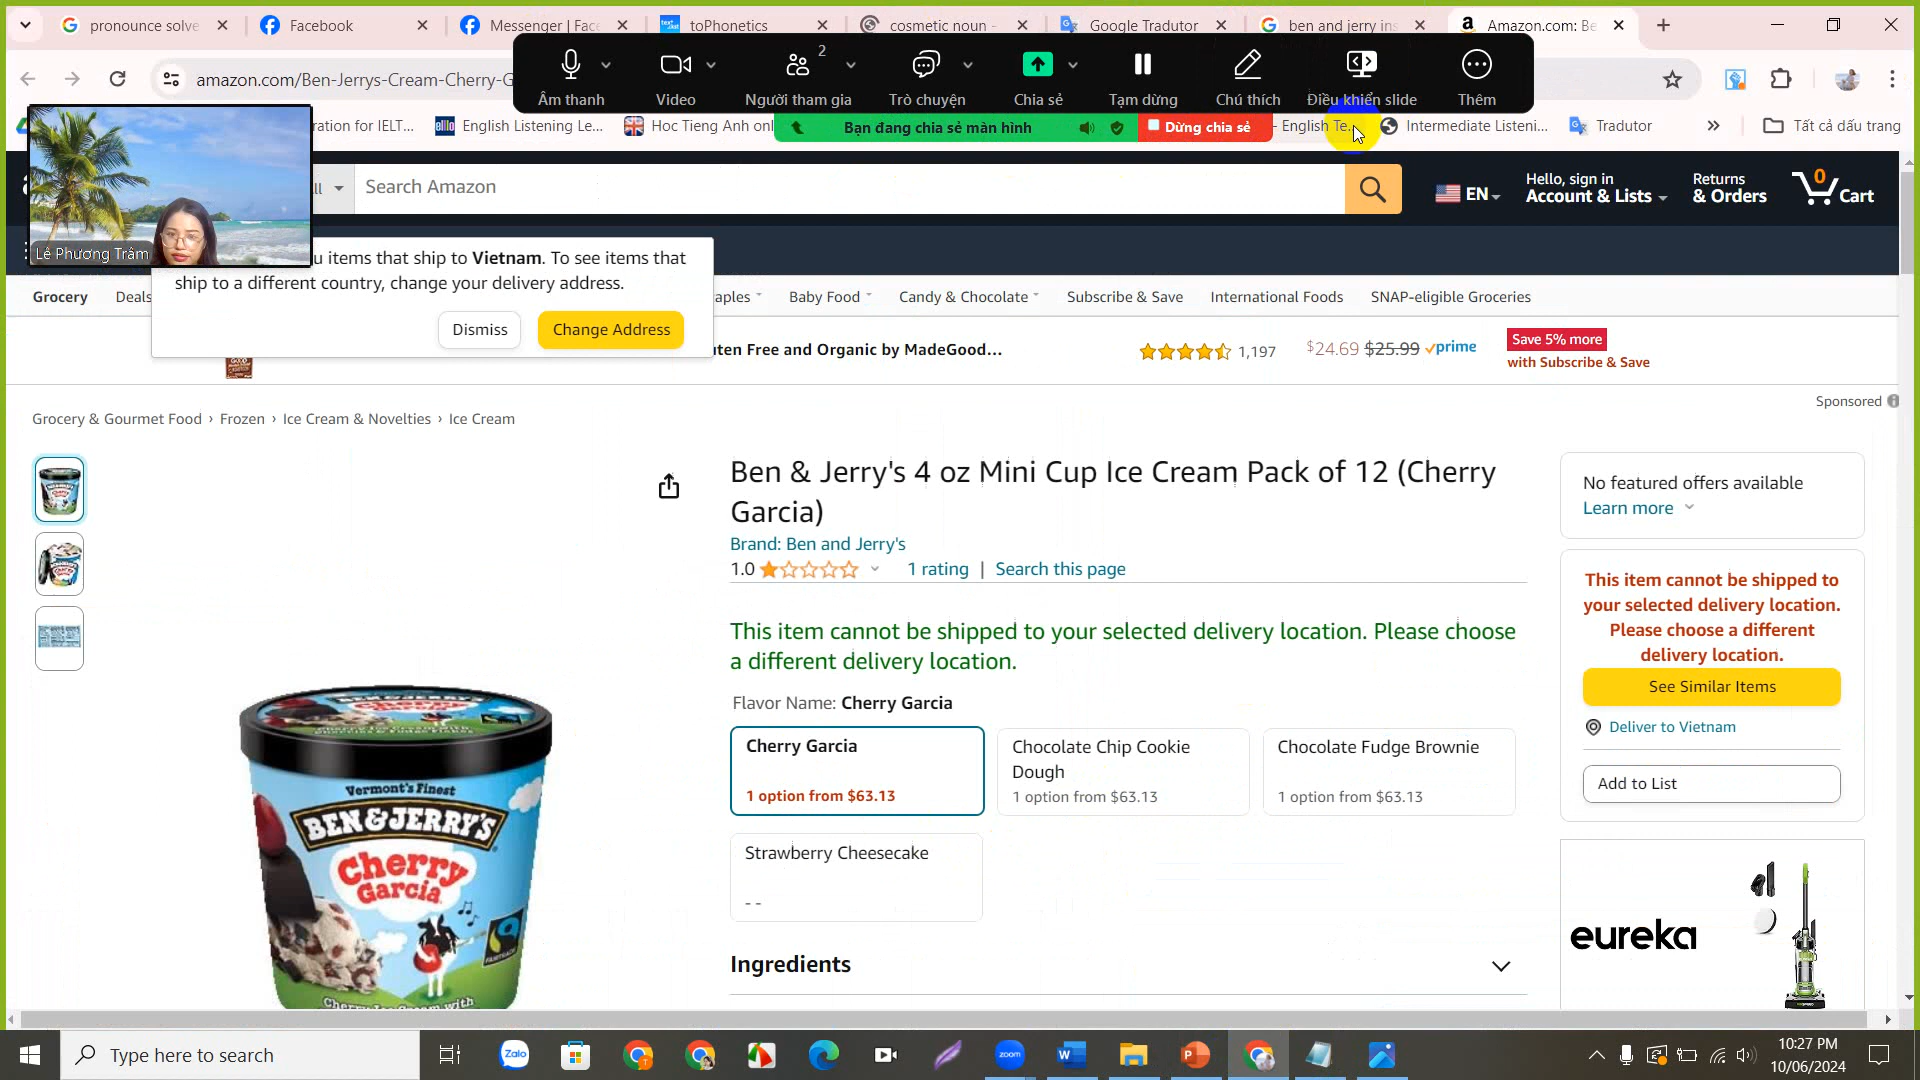 pronounce solve
Facebook
Messenger | Face
toPhonetics
cosmetic noun -
Google Tradutor
ben and jerry ins
Amazon.com: Be
amazon.com/Ben-Jerrys-Cream-Cherry-G
Âm thanh
Video
Người tham gia
2
Trò chuyện
Chia sẻ
Tạm dừng
Chú thích
Điều khiển slide
Thêm
ration for IELT...
English Listening Le...
Hoc Tieng Anh onl
Bạn đang chia sẻ màn hình
Dừng chia sẻ
- English Te...
Intermediate Listeni...
Tradutor
Tất cả dấu trang
Search Amazon
EN
Hello, sign in
Account & Lists
Returns
& Orders
0
Cart
Lê Phương Trâm
u items that ship to Vietnam. To see items that
ship to a different country, change your delivery address.
Dismiss
Change Address
Grocery
Deals
aples
Baby Food
Candy & Chocolate
Subscribe & Save
International Foods
SNAP-eligible Groceries
uten Free and Organic by MadeGood...
1,197
$24.69 $25.99 prime
Save 5% more
with Subscribe & Save
Sponsored
Grocery & Gourmet Food › Frozen › Ice Cream & Novelties › Ice Cream
Ben & Jerry's 4 oz Mini Cup Ice Cream Pack of 12 (Cherry
Garcia)
Brand: Ben and Jerry's
1.0
1 rating | Search this page
This item cannot be shipped to your selected delivery location. Please choose
a different delivery location.
Flavor Name: Cherry Garcia
Cherry Garcia
1 option from $63.13
Chocolate Chip Cookie
Dough
1 option from $63.13
Chocolate Fudge Brownie
1 option from $63.13
Strawberry Cheesecake
- -
Ingredients
No featured offers available
Learn more
This item cannot be shipped to
your selected delivery location.
Please choose a different
delivery location.
See Similar Items
Deliver to Vietnam
Add to List
eureka
Vermont's Finest
BEN & JERRY'S
Cherry
Garcia
FAIRTRADE
Cherry Ice Cream with
Type here to search
Zalo
zoom
10:27 PM
10/06/2024